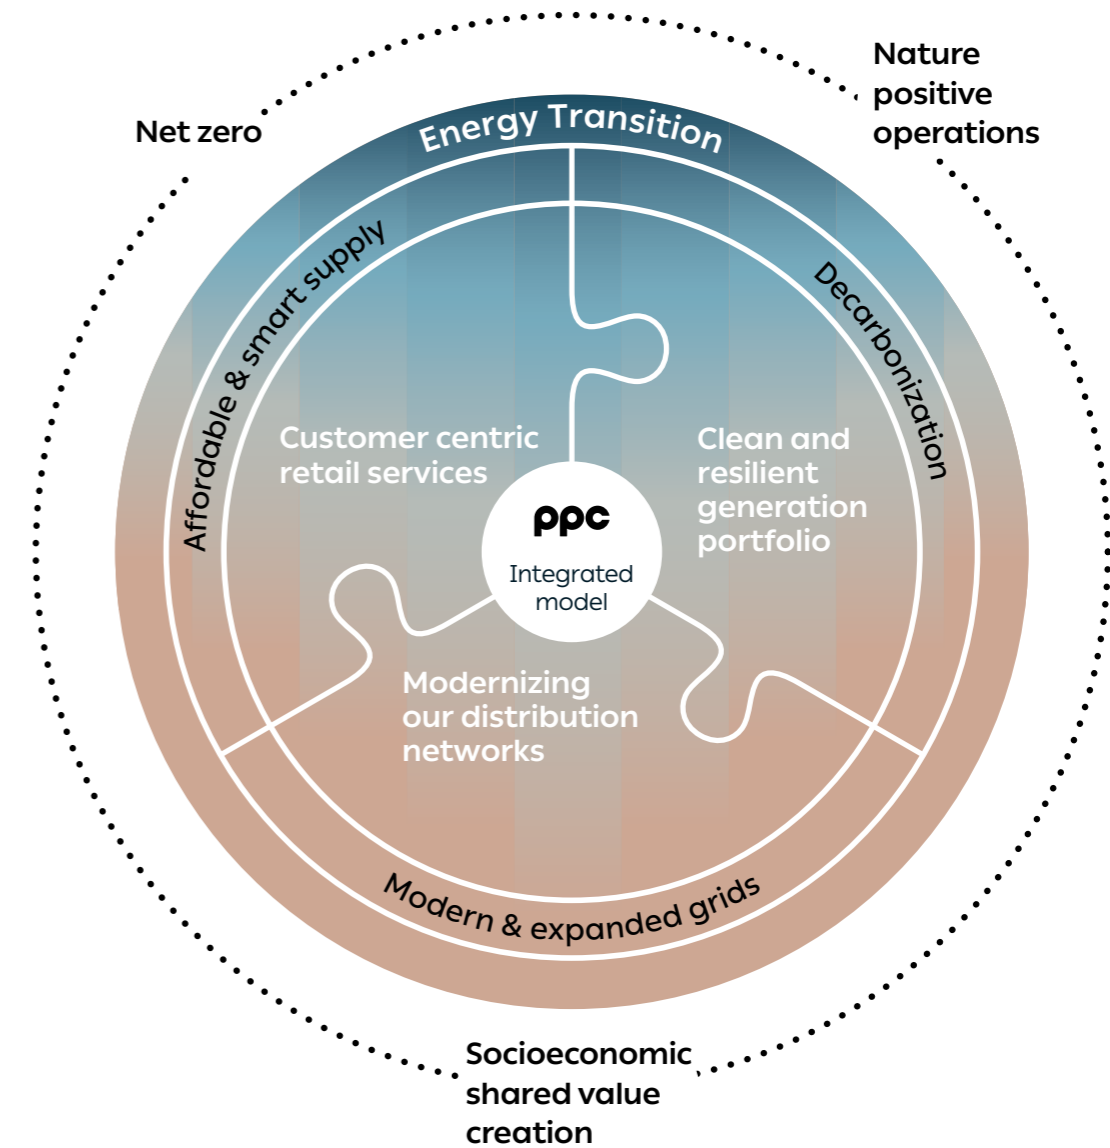 Nature
positive
operations
Net zero
Energy Transition
Affordable & smart supply
Decarbonization
Customer centric
retail services
Clean and
resilient
generation
portfolio
ppc
Integrated
model
Modernizing
our distribution
networks
Modern & expanded grids
Socioeconomic
shared value
creation